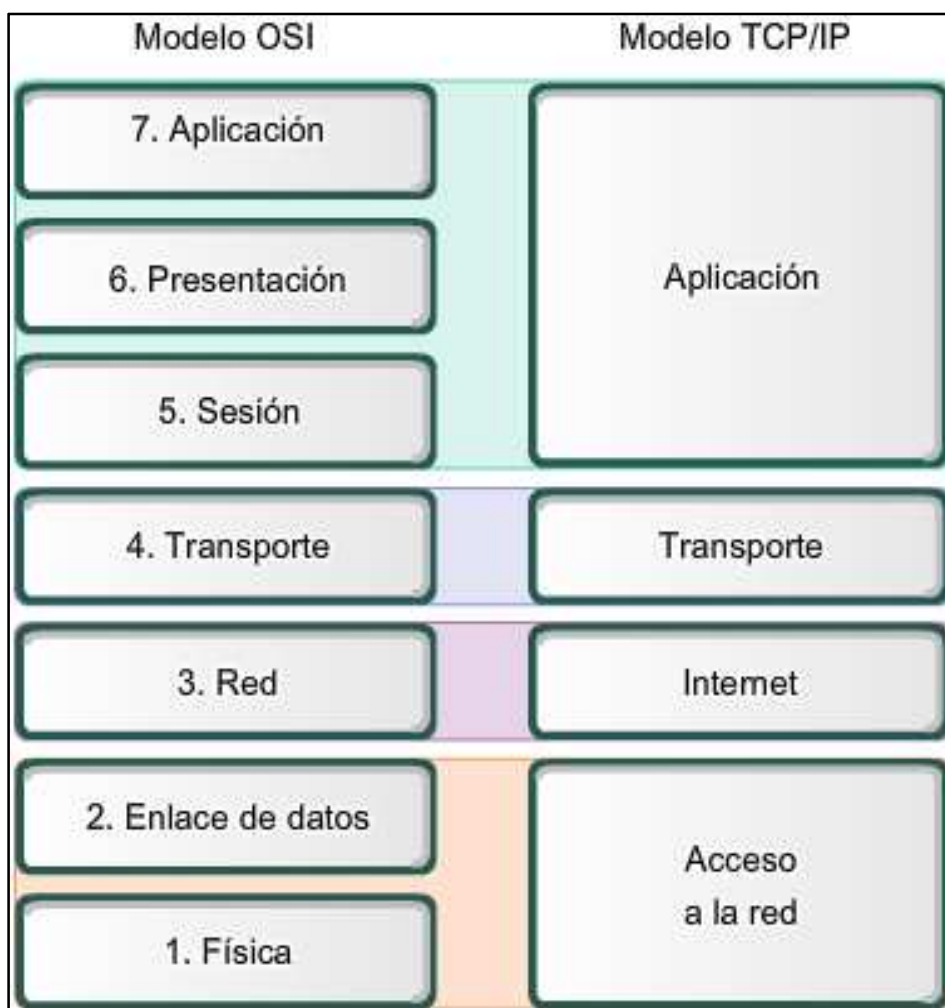 Modelo OSI
Modelo TCP/IP
7. Aplicación
6. Presentación
5. Sesión
Aplicación
4. Transporte
Transporte
3. Red
Internet
2. Enlace de datos
1. Física
Acceso
a la red